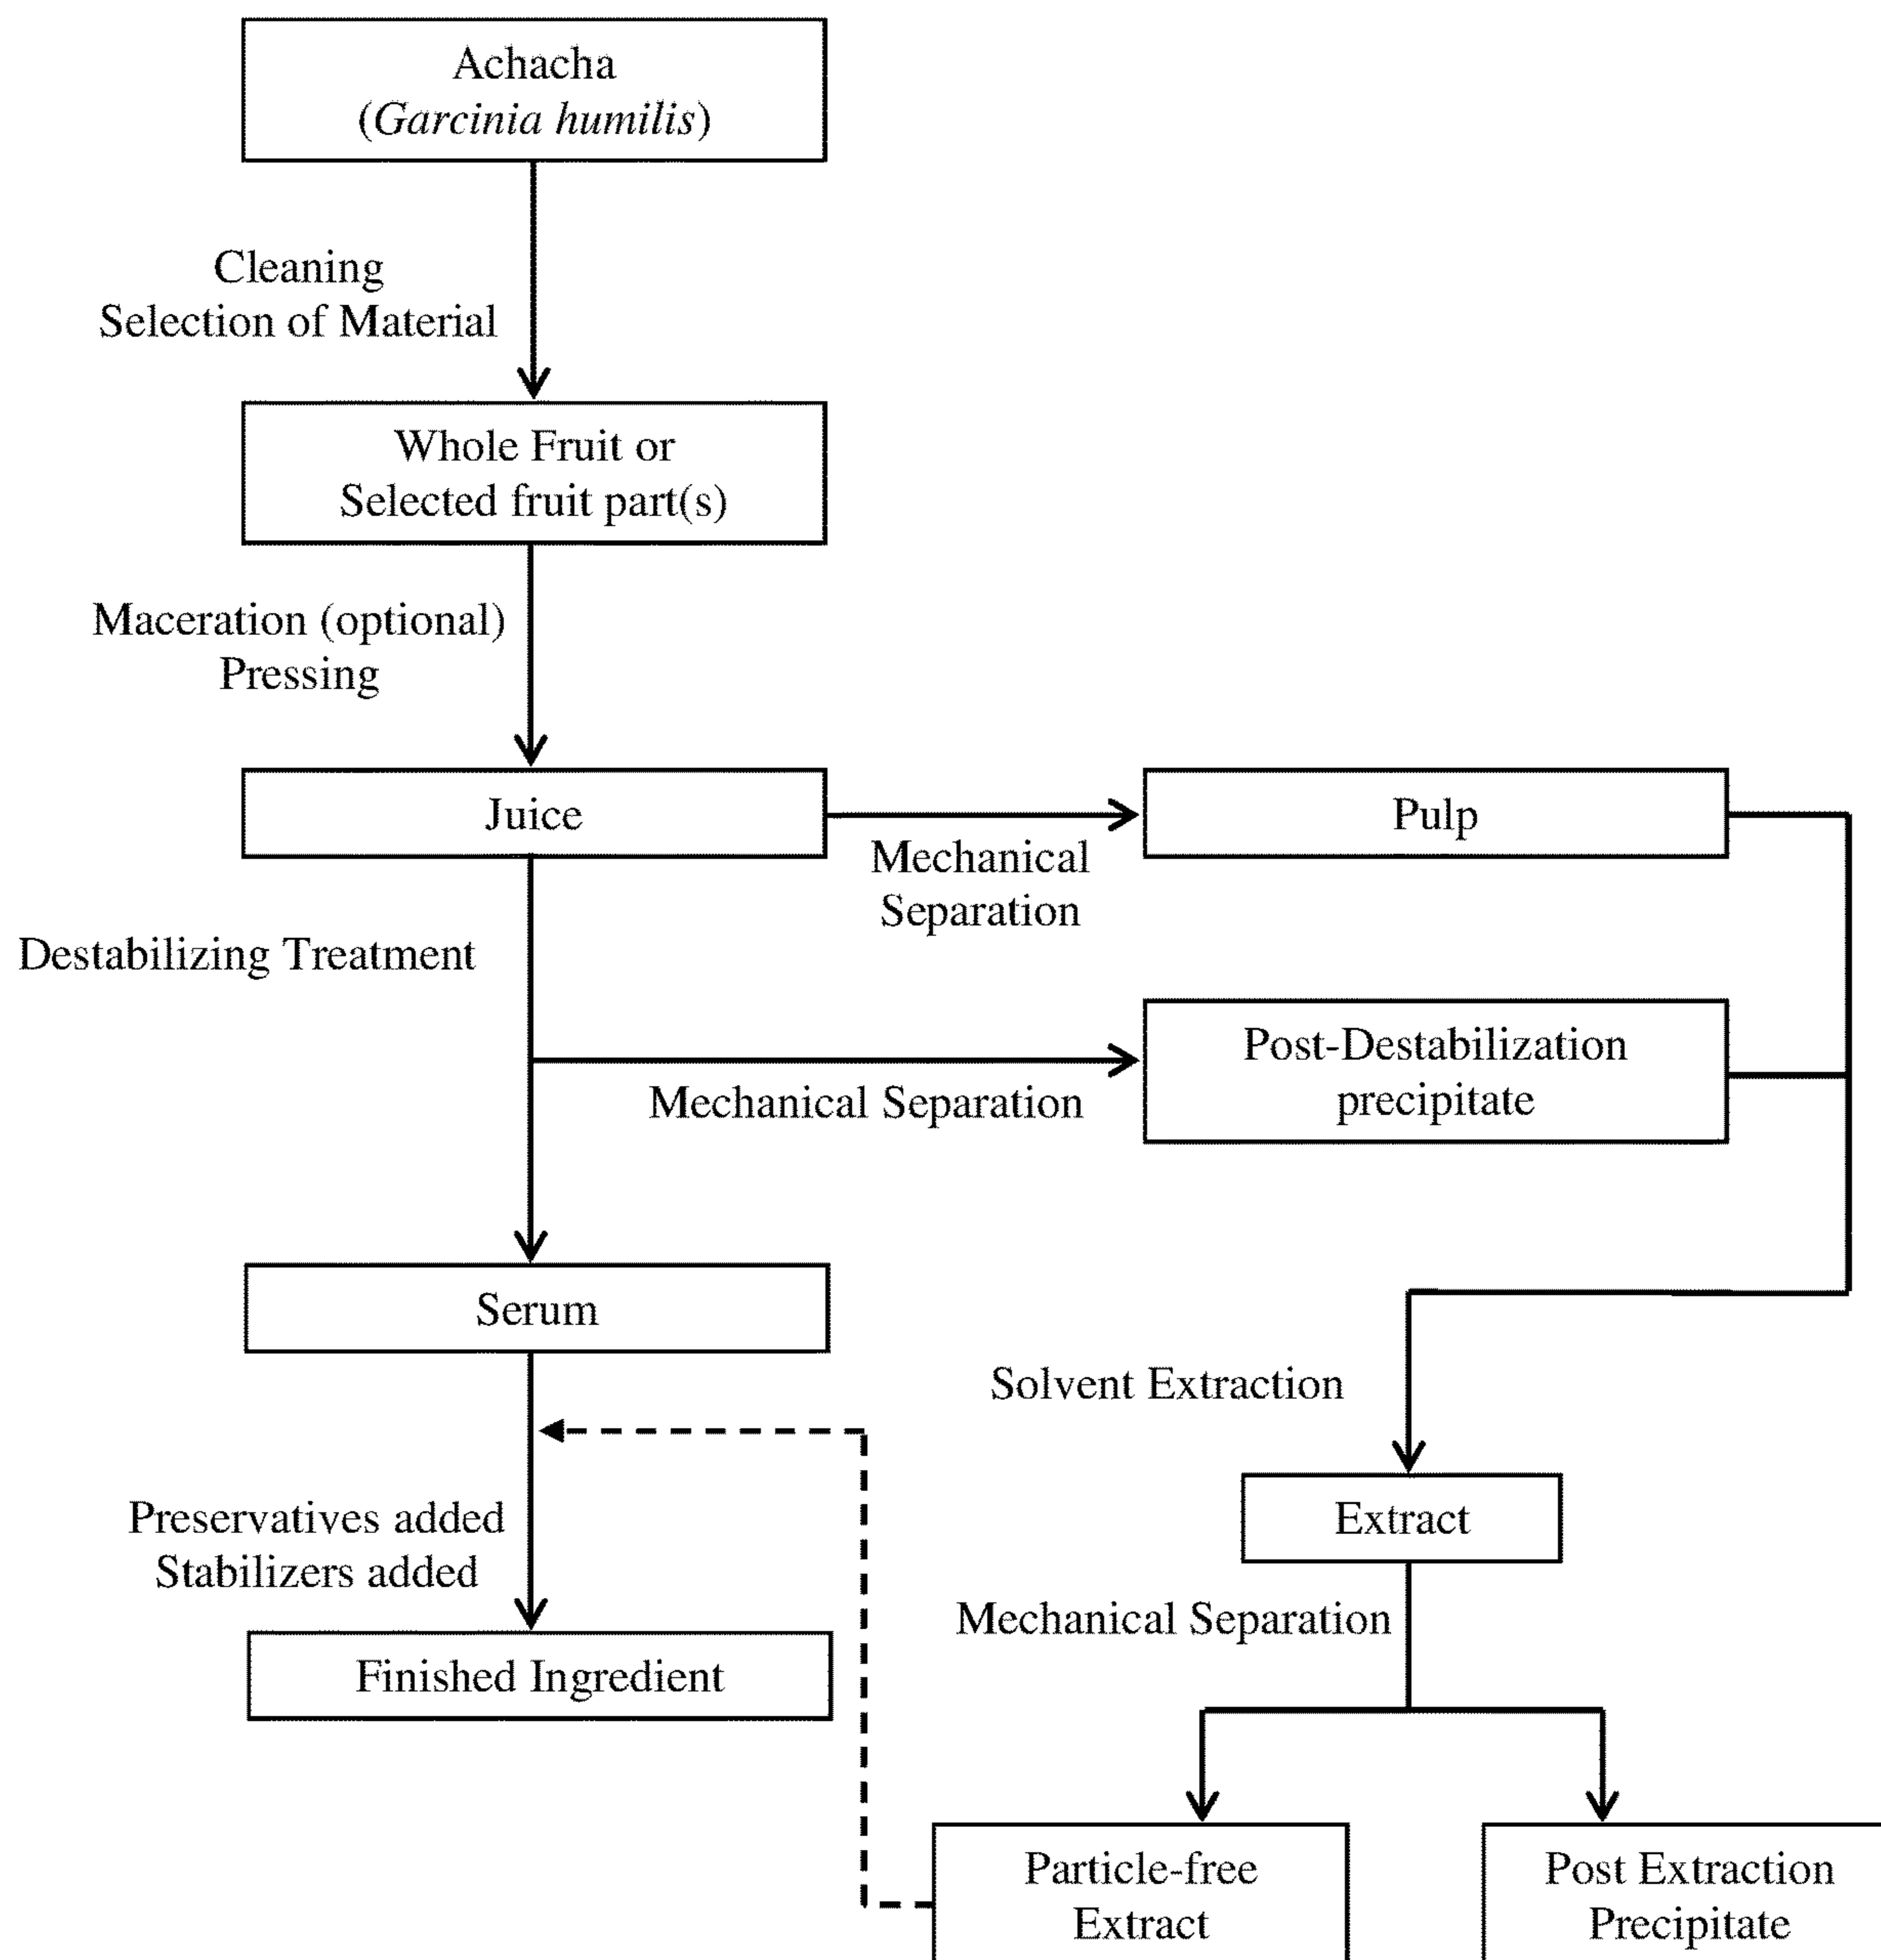 Achacha
(Garcinia humilis)
Cleaning
Selection of Material
Whole Fruit or
Selected fruit part(s)
Maceration (optional)
Pressing
Juice
Mechanical
Separation
Pulp
Destabilizing Treatment
Mechanical Separation
Post-Destabilization
precipitate
Serum
Solvent Extraction
Extract
Preservatives added
Stabilizers added
Mechanical Separation
Finished Ingredient
Particle-free
Extract
Post Extraction
Precipitate